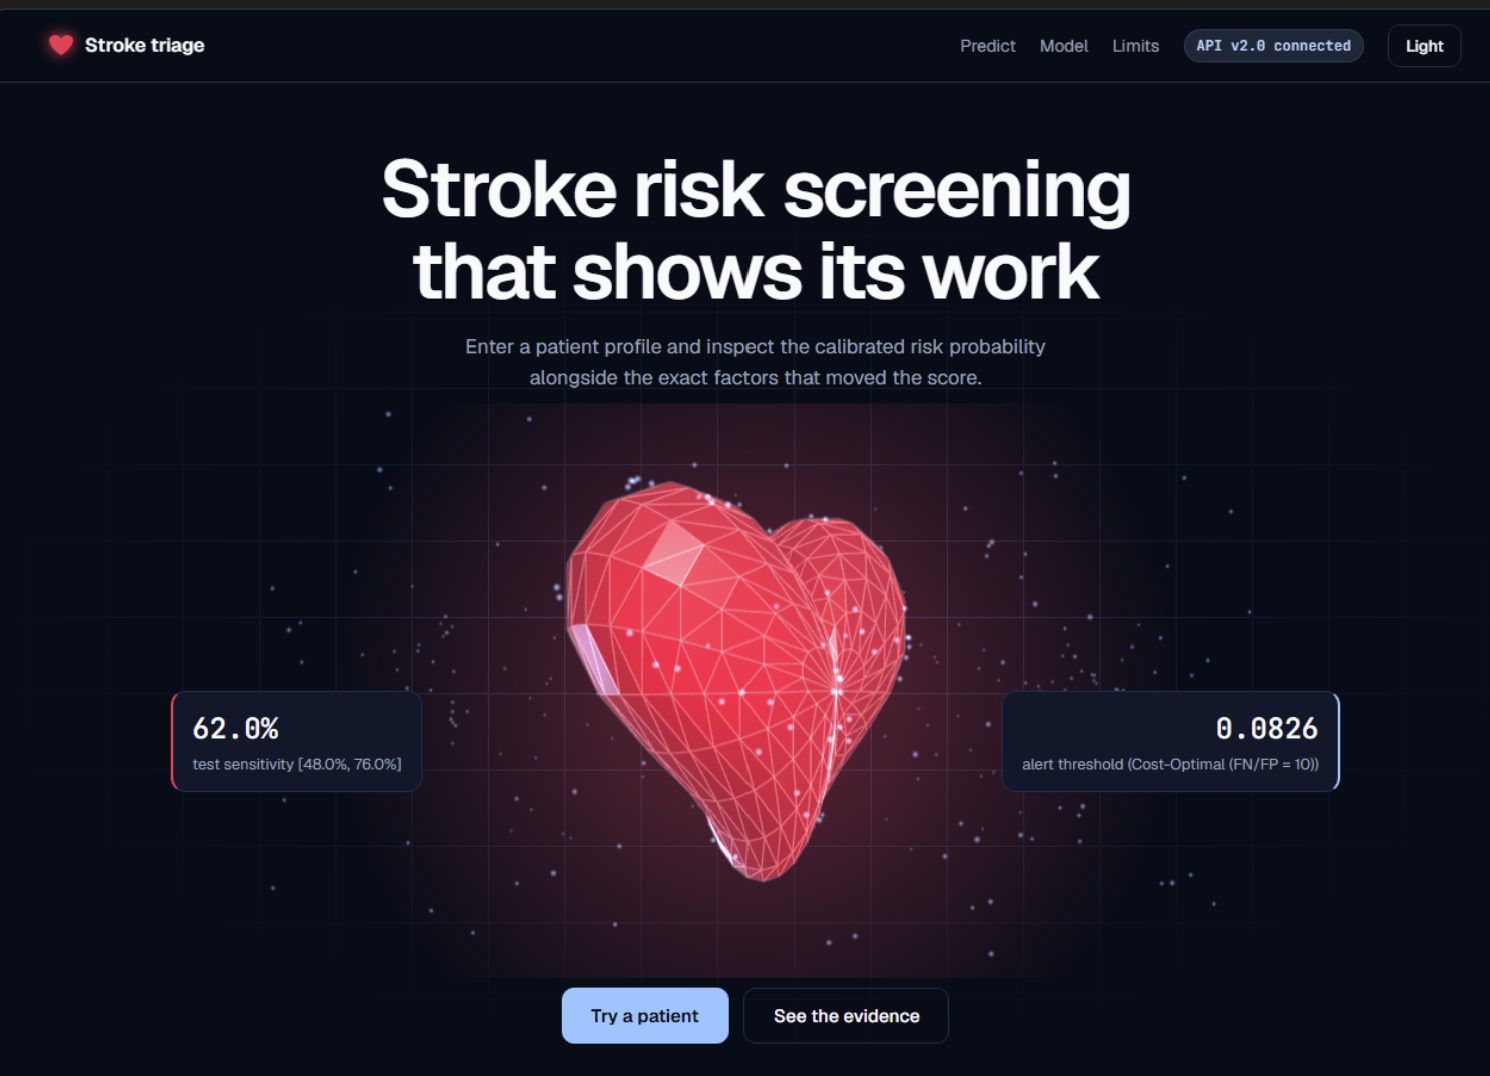 Stroke triage
Predict
Model
Limits
API v2.0 connected
Light
Stroke risk screening
that shows its work
Enter a patient profile and inspect the calibrated risk probability
alongside the exact factors that moved the score.
62.0%
test sensitivity [48.0%, 76.0%]
0.0826
alert threshold (Cost-Optimal (FN/FP = 10))
Try a patient
See the evidence